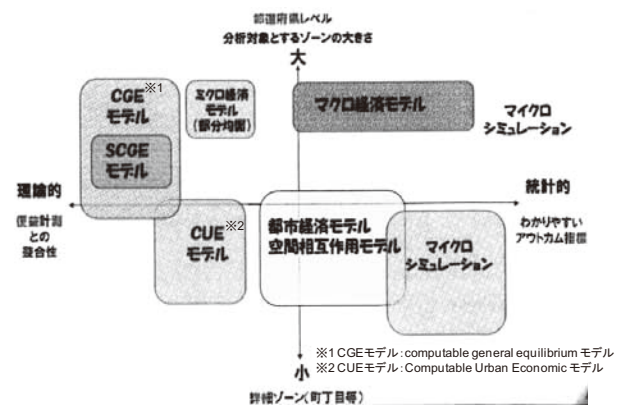 都道府県レベル
分析対象とするゾーンの大きさ
大
CGE※1
モデル
SCGE
モデル
ミクロ経済
モデル
(部分均衡)
マクロ経済モデル
マイクロ
シミュレーション
理論的
便益計測
との
整合性
統計的
わかりやすい
アウトカム指標
CUE※2
モデル
都市経済モデル
空間相互作用モデル
マイクロ
シミュレーション
小
詳細ゾーン(町丁目等)
※1 CGEモデル:computable general equilibrium モデル
※2 CUEモデル:Computable Urban Economic モデル